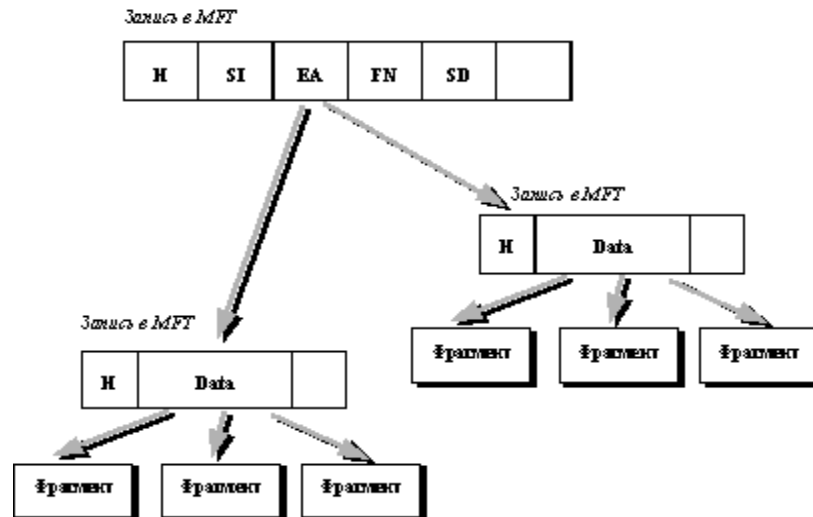 Запись в MFT
H SI EA FN SD
Запись в MFT
H Data
Фрагмент Фрагмент Фрагмент
Запись в MFT
H Data
Фрагмент Фрагмент Фрагмент